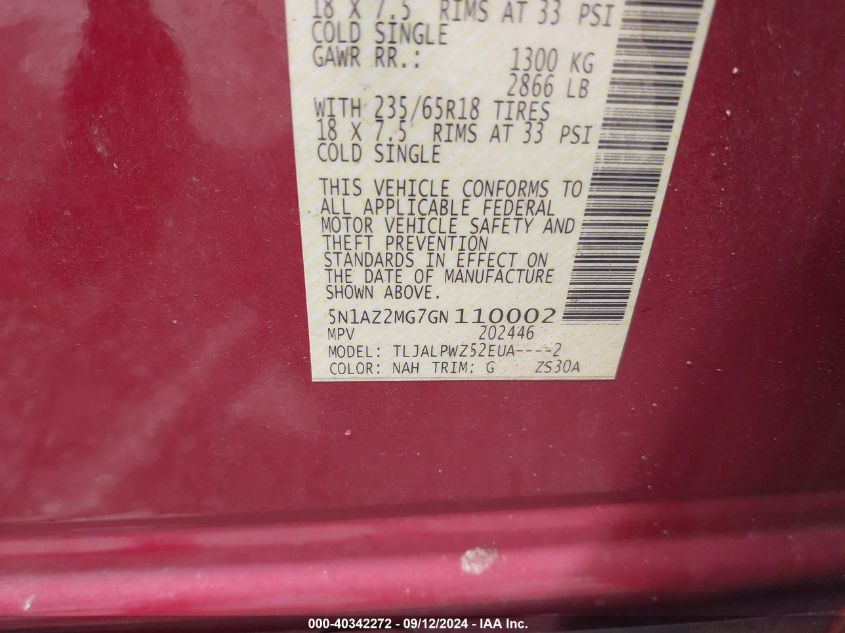 18 X 7.5 RIMS AT 33 PSI
COLD SINGLE
GAWR RR.: 1300 KG
2866 LB
WITH 235/65R18 TIRES
18 X 7.5 RIMS AT 33 PSI
COLD SINGLE
THIS VEHICLE CONFORMS TO
ALL APPLICABLE FEDERAL
MOTOR VEHICLE SAFETY AND
THEFT PREVENTION
STANDARDS IN EFFECT ON
THE DATE OF MANUFACTURE
SHOWN ABOVE.
5N1AZ2MG7GN110002
MPV 202446
MODEL: TLJALPWZ52EUA----2
COLOR: NAH TRIM: G ZS30A
000-40342272 - 09/12/2024 - IAA Inc.